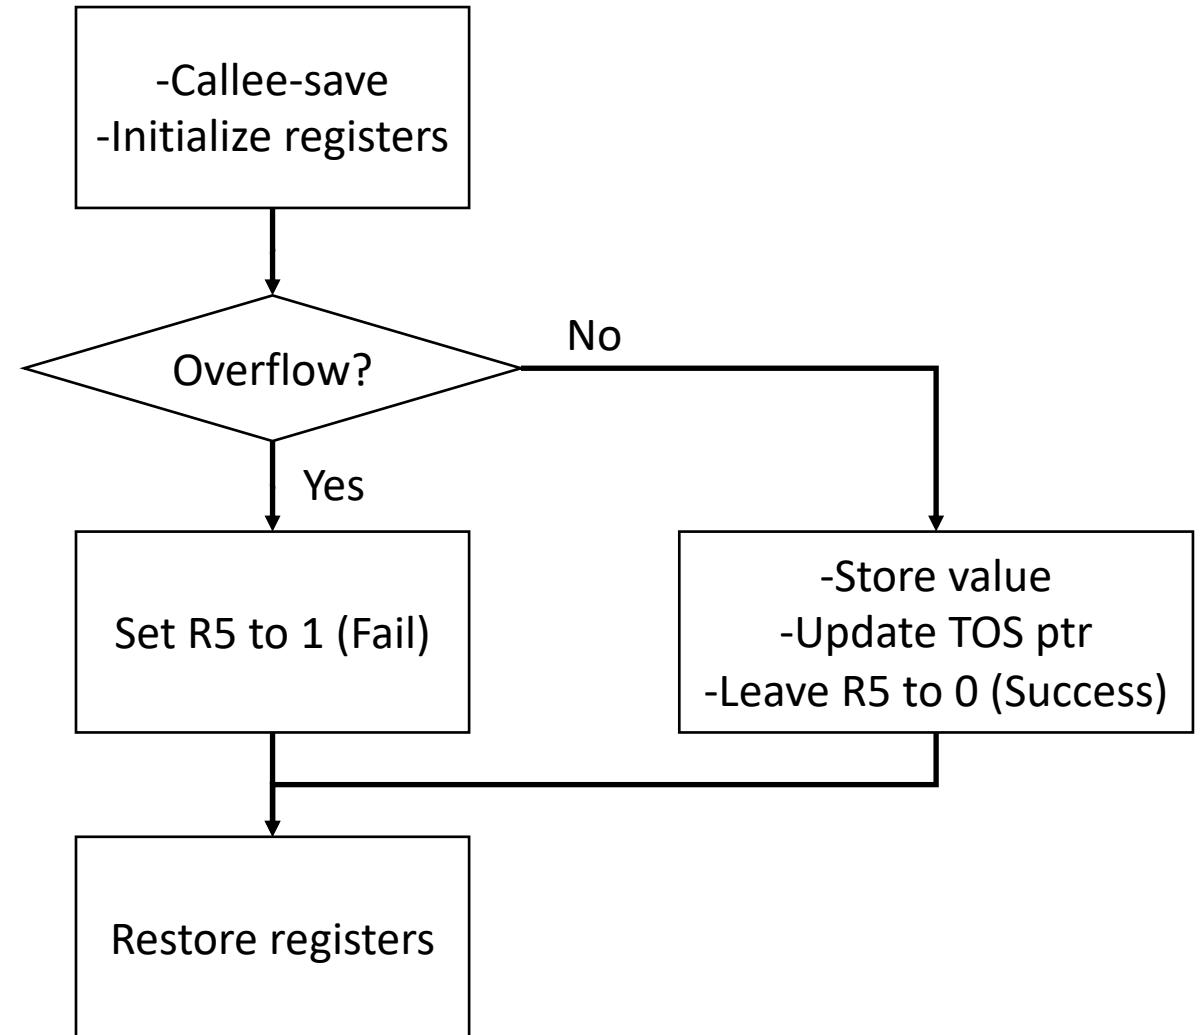 -Callee-save
-Initialize registers
Overflow?
No
Yes
Set R5 to 1 (Fail)
-Store value
-Update TOS ptr
-Leave R5 to 0 (Success)
Restore registers